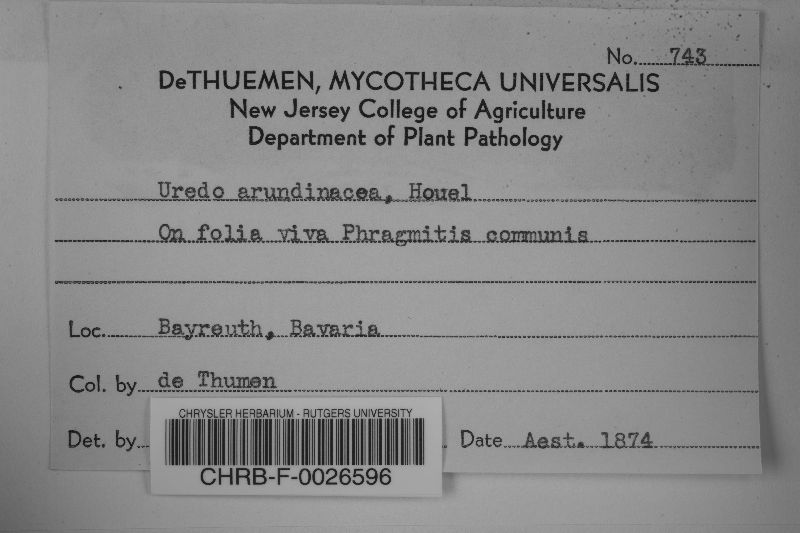 No. 743
DeTHUEMEN, MYCOTHECA UNIVERSALIS
New Jersey College of Agriculture
Department of Plant Pathology
Uredo arundinacea, Houel
On folia viva Phragmitis communis
Loc. Bayreuth, Bavaria
Col. by de Thumen
Det. by
Date Aest. 1874
CHRYSLER HERBARIUM - RUTGERS UNIVERSITY
CHRB-F-0026596